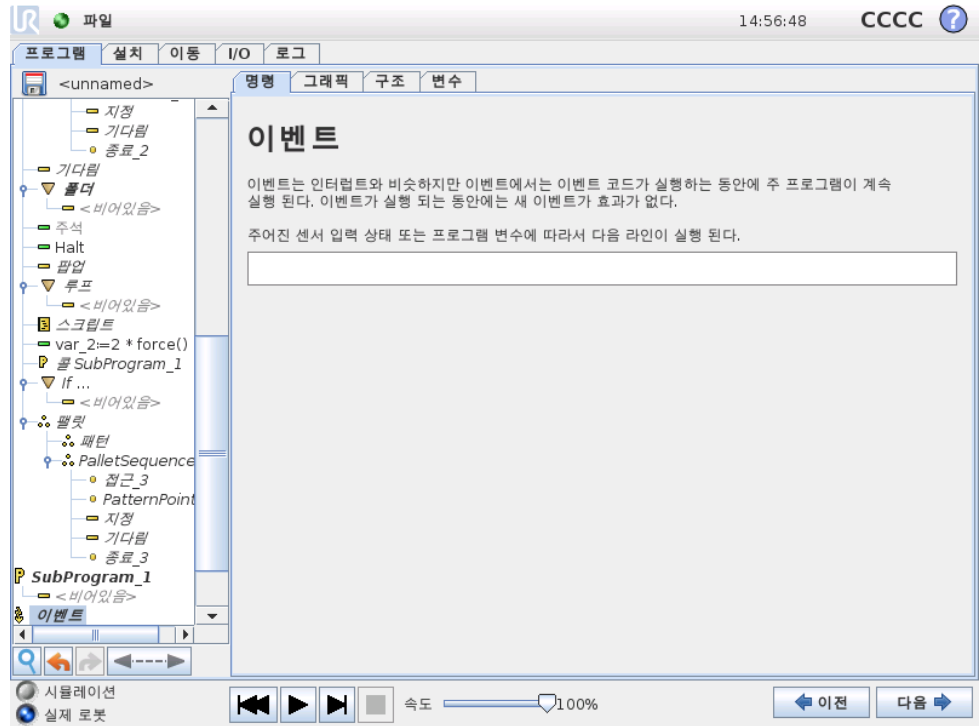 UR 파일 14:56:48 CCCC ?
프로그램 설치 이동 I/O 로그
<unnamed>
명령 그래픽 구조 변수
지정
기다림
종료_2
기다림
폴더
<비어있음>
주석
Halt
팝업
루프
<비어있음>
스크립트
var_2:=2 * force()
콜 SubProgram_1
If ...
<비어있음>
팰릿
패턴
PalletSequence
접근_3
PatternPoint
지정
기다림
종료_3
SubProgram_1
<비어있음>
이벤트
이벤트
이벤트는 인터럽트와 비슷하지만 이벤트에서는 이벤트 코드가 실행하는 동안에 주 프로그램이 계속
실행 된다. 이벤트가 실행 되는 동안에는 새 이벤트가 효과가 없다.
주어진 센서 입력 상태 또는 프로그램 변수에 따라서 다음 라인이 실행 된다.
시뮬레이션
실제 로봇
속도 100%
이전 다음